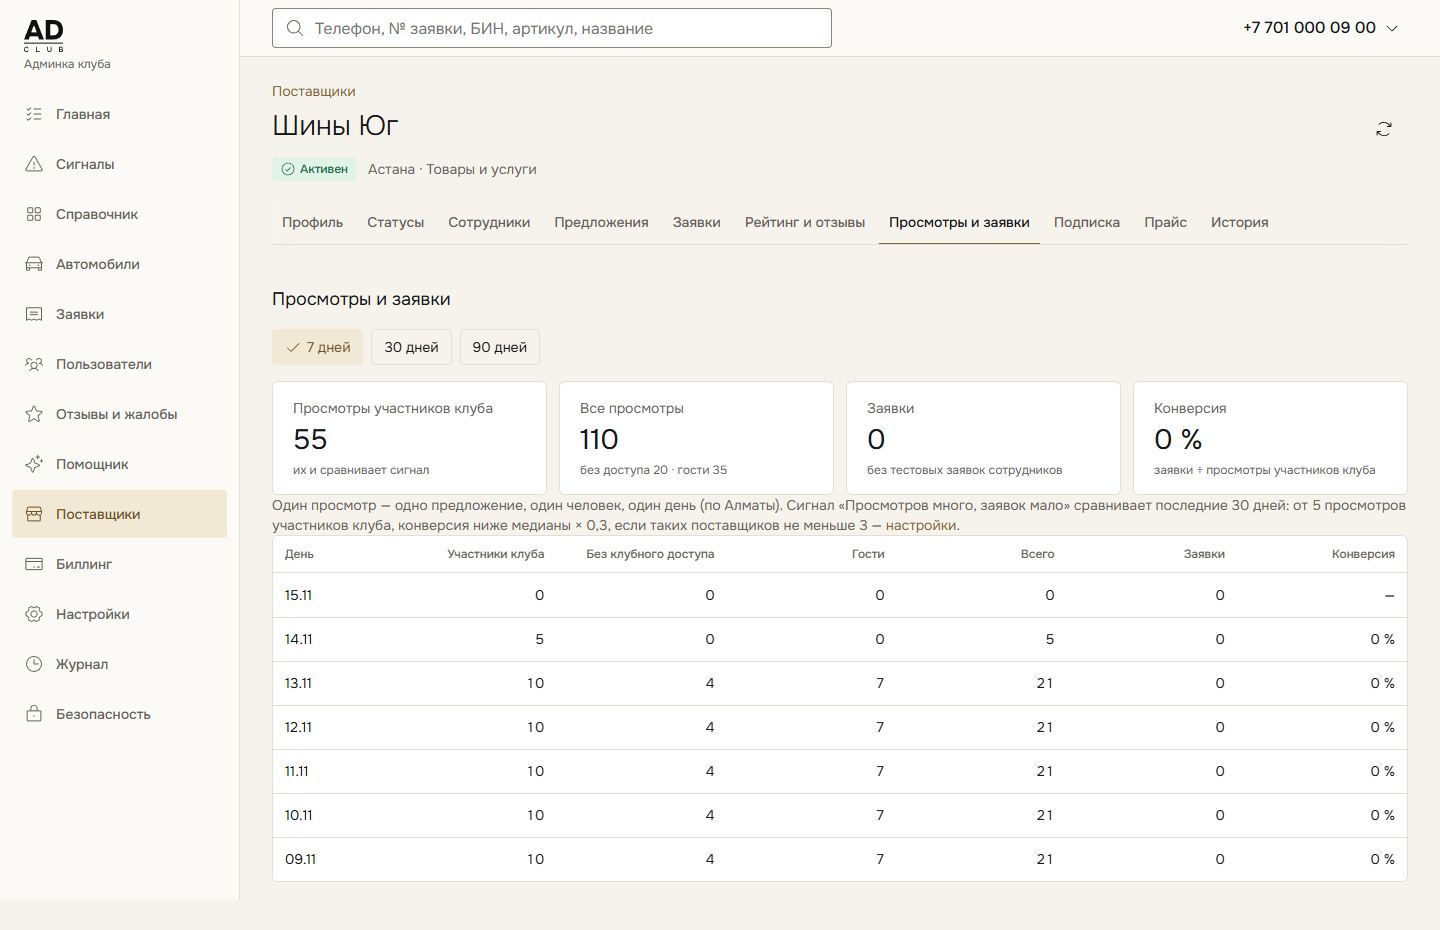 AD
CLUB
Админка клуба
Главная
Сигналы
Справочник
Автомобили
Заявки
Пользователи
Отзывы и жалобы
Помощник
Поставщики
Биллинг
Настройки
Журнал
Безопасность
Телефон, № заявки, БИН, артикул, название
+7 701 000 09 00
Поставщики
Шины Юг
Активен Астана · Товары и услуги
Профиль Статусы Сотрудники Предложения Заявки Рейтинг и отзывы Просмотры и заявки Подписка Прайс История
Просмотры и заявки
7 дней 30 дней 90 дней
Просмотры участников клуба
55
их и сравнивает сигнал
Все просмотры
110
без доступа 20 · гости 35
Заявки
0
без тестовых заявок сотрудников
Конверсия
0 %
заявки ÷ просмотры участников клуба
Один просмотр — одно предложение, один человек, один день (по Алматы). Сигнал «Просмотров много, заявок мало» сравнивает последние 30 дней: от 5 просмотров
участников клуба, конверсия ниже медианы × 0,3, если таких поставщиков не меньше 3 — настройки.
День Участники клуба Без клубного доступа Гости Всего Заявки Конверсия
15.11 0 0 0 0 0 —
14.11 5 0 0 5 0 0 %
13.11 10 4 7 21 0 0 %
12.11 10 4 7 21 0 0 %
11.11 10 4 7 21 0 0 %
10.11 10 4 7 21 0 0 %
09.11 10 4 7 21 0 0 %